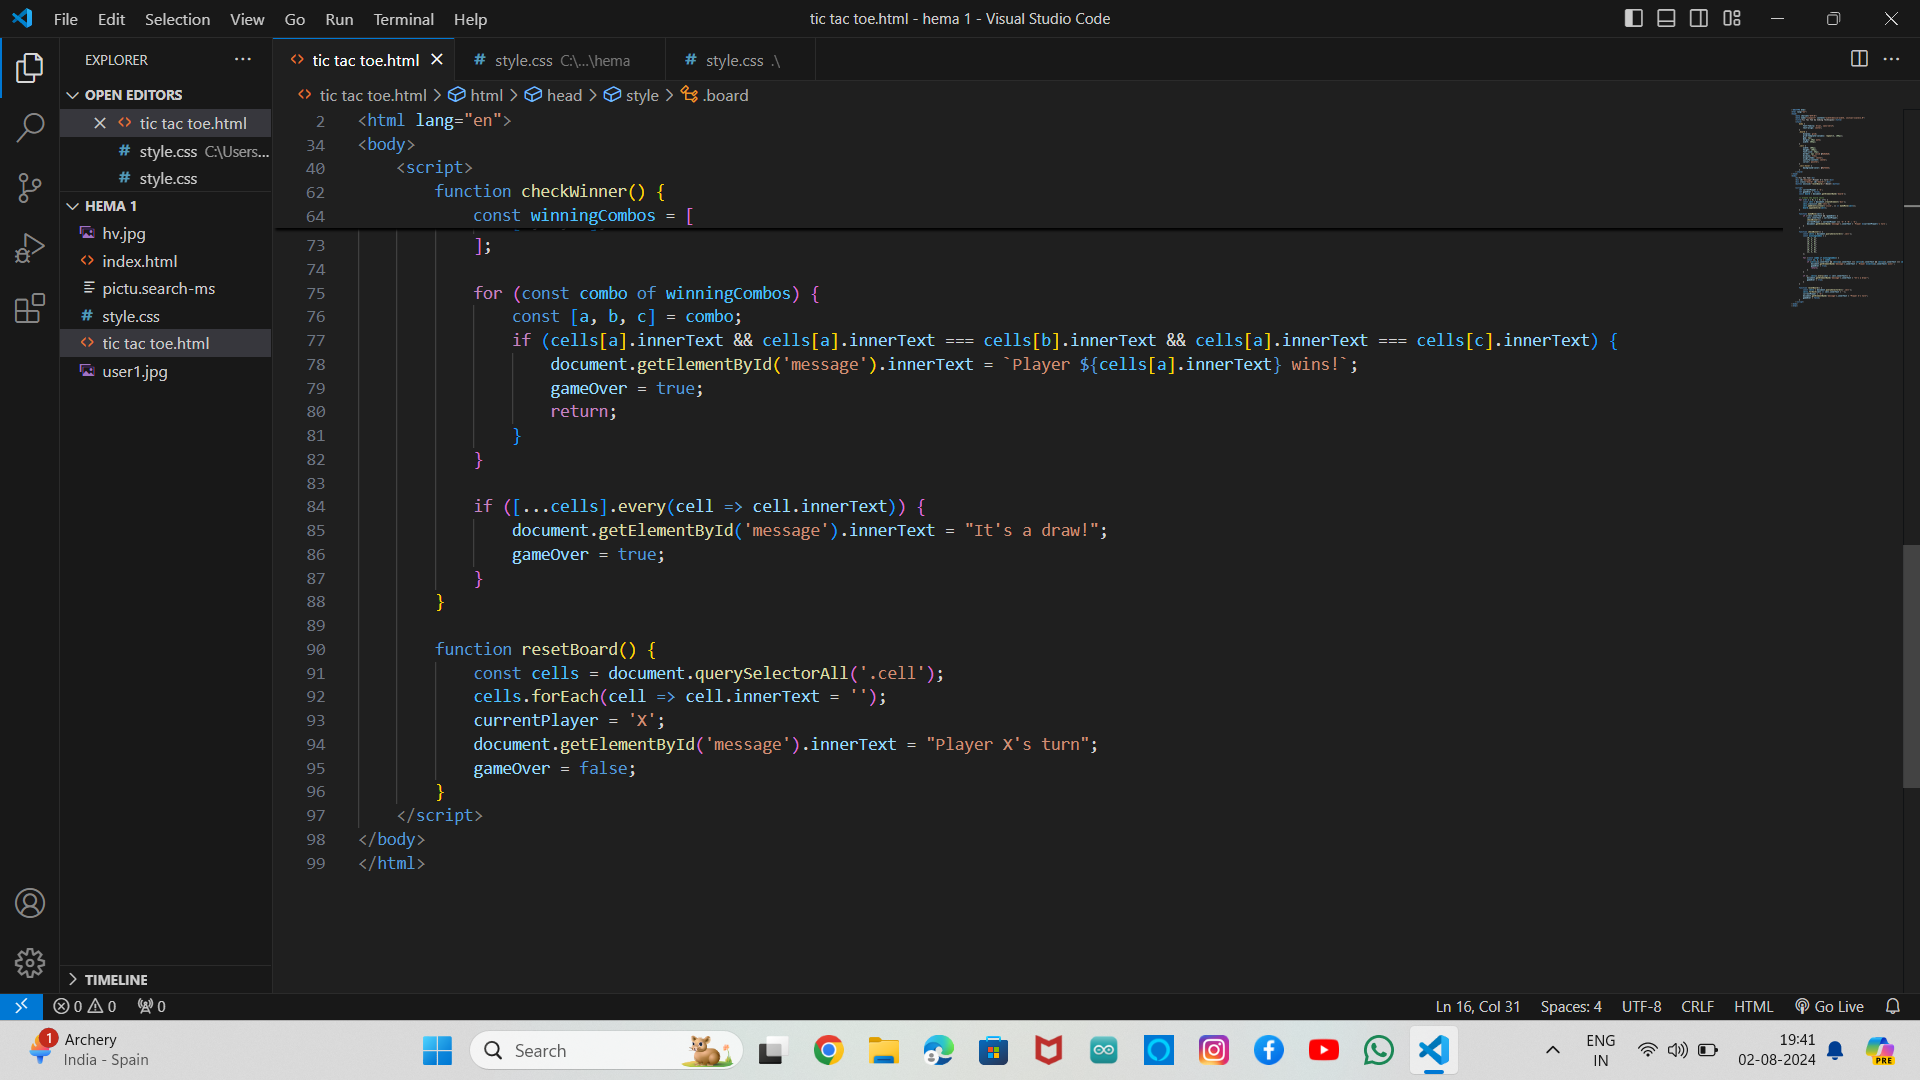 File Edit Selection View Go Run Terminal Help
tic tac toe.html - hema 1 - Visual Studio Code
EXPLORER
OPEN EDITORS
tic tac toe.html
style.css C:\Users...
style.css
HEMA 1
hv.jpg
index.html
pictu.search-ms
style.css
tic tac toe.html
user1.jpg
TIMELINE
tic tac toe.html
style.css C:\...\hema
style.css .\
tic tac toe.html > html > head > style > .board
2 <html lang="en">
34 <body>
40 <script>
62 function checkWinner() {
64 const winningCombos = [
73 ];
74
75 for (const combo of winningCombos) {
76 const [a, b, c] = combo;
77 if (cells[a].innerText && cells[a].innerText === cells[b].innerText && cells[a].innerText === cells[c].innerText) {
78 document.getElementById('message').innerText = `Player ${cells[a].innerText} wins!`;
79 gameOver = true;
80 return;
81 }
82 }
83
84 if ([...cells].every(cell => cell.innerText)) {
85 document.getElementById('message').innerText = "It's a draw!";
86 gameOver = true;
87 }
88 }
89
90 function resetBoard() {
91 const cells = document.querySelectorAll('.cell');
92 cells.forEach(cell => cell.innerText = '');
93 currentPlayer = 'X';
94 document.getElementById('message').innerText = "Player X's turn";
95 gameOver = false;
96 }
97 </script>
98 </body>
99 </html>
0 0 0
Ln 16, Col 31 Spaces: 4 UTF-8 CRLF HTML Go Live
1 Archery
India - Spain
Search
PRE
ENG
IN
19:41
02-08-2024